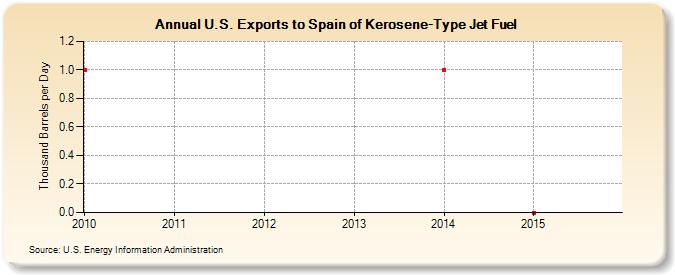 Annual U.S. Exports to Spain of Kerosene-Type Jet Fuel
Thousand Barrels per Day
1.2
1.0
0.8
0.6
0.4
0.2
0.0
2010 2011 2012 2013 2014 2015
Source: U.S. Energy Information Administration